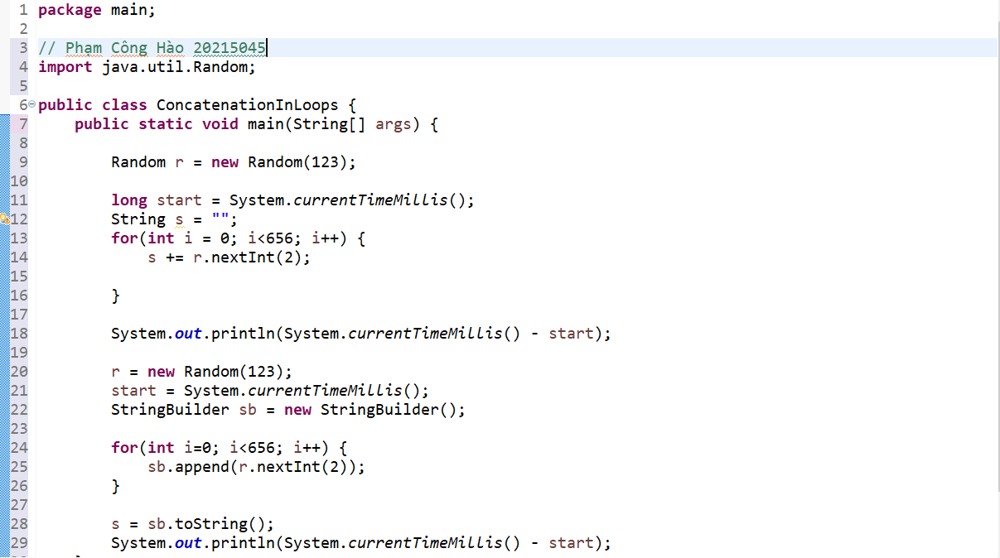 1 package main;
2
3 // Phạm Công Hào 20215045
4 import java.util.Random;
5
6 public class ConcatenationInLoops {
7     public static void main(String[] args) {
8
9         Random r = new Random(123);
10
11         long start = System.currentTimeMillis();
12         String s = "";
13         for(int i = 0; i<656; i++) {
14             s += r.nextInt(2);
15
16         }
17
18         System.out.println(System.currentTimeMillis() - start);
19
20         r = new Random(123);
21         start = System.currentTimeMillis();
22         StringBuilder sb = new StringBuilder();
23
24         for(int i=0; i<656; i++) {
25             sb.append(r.nextInt(2));
26         }
27
28         s = sb.toString();
29         System.out.println(System.currentTimeMillis() - start);